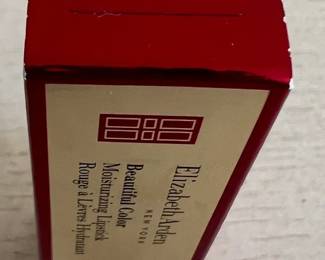 Elizabeth Arden
NEW YORK
Beautiful Color
Moisturizing Lipstick
Rouge à Lèvres Hydratant